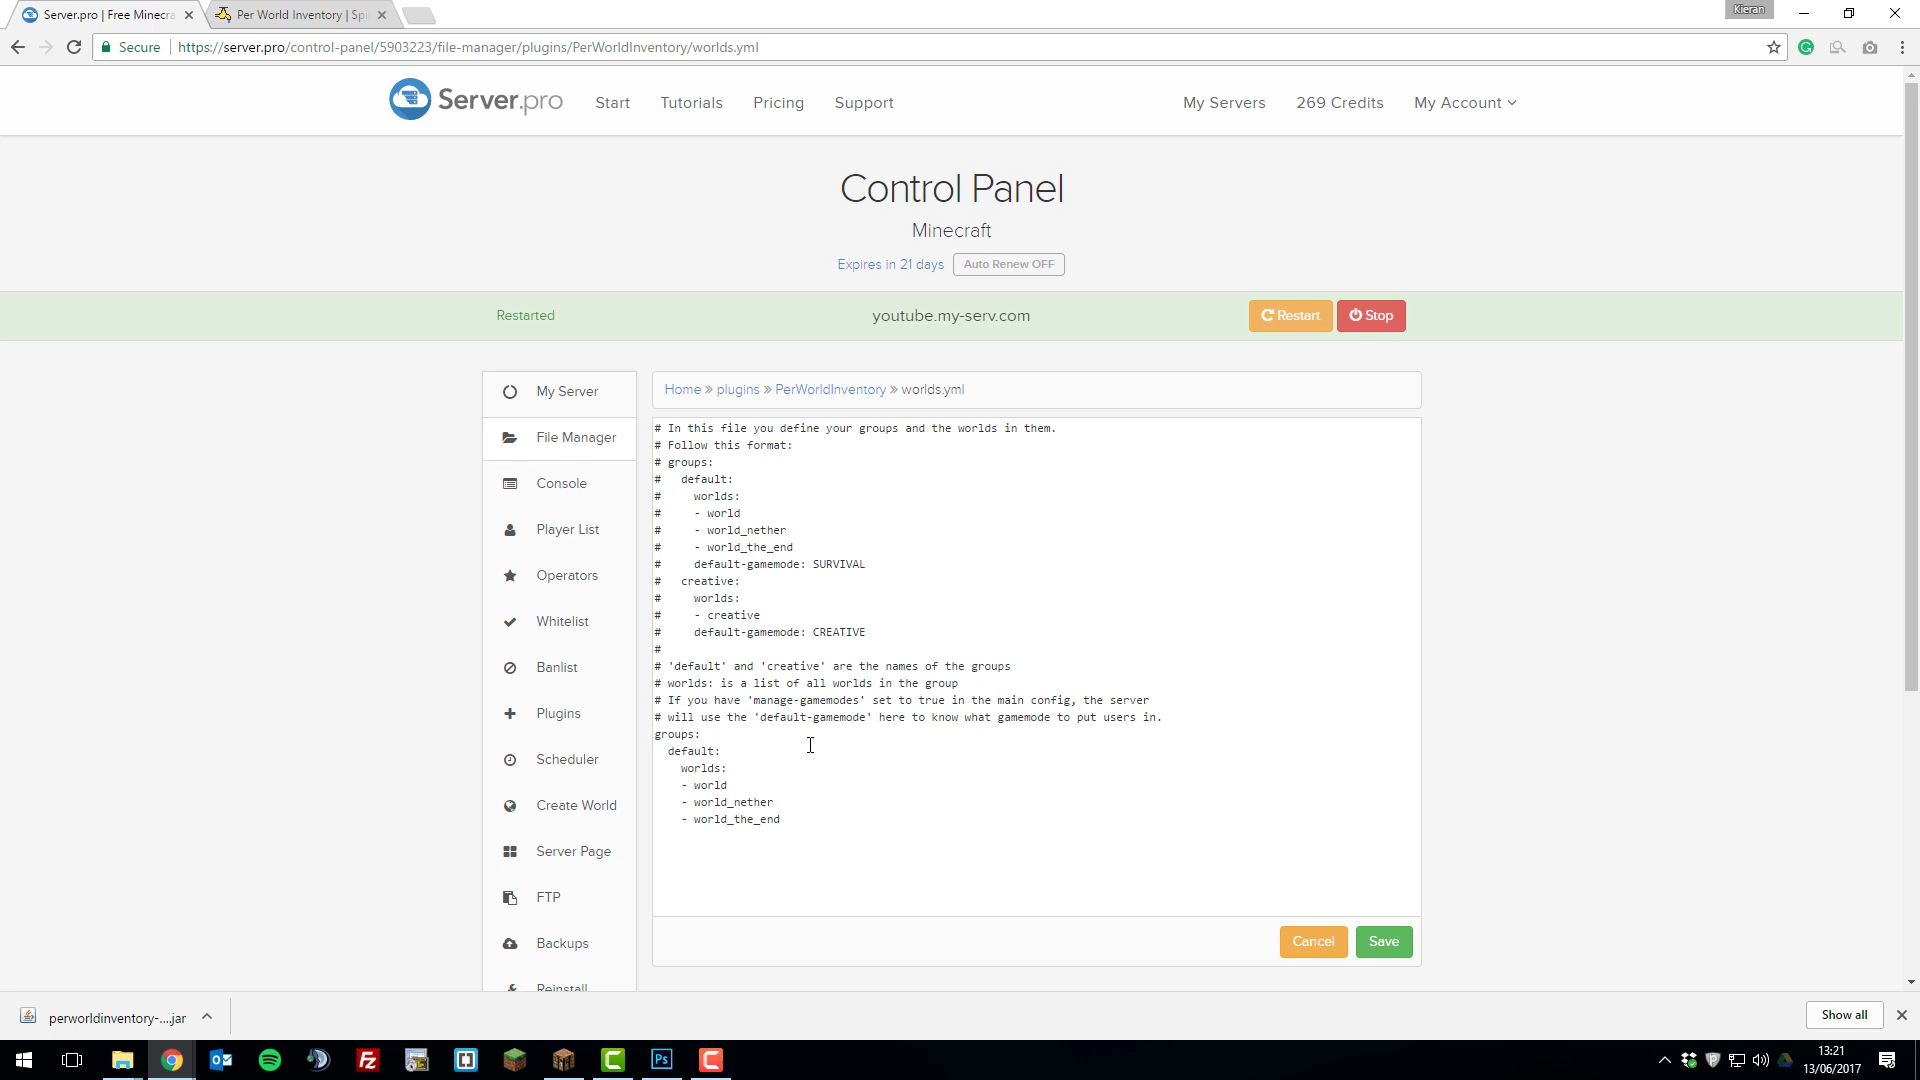 Server.pro | Free Minecra
Per World Inventory | Spi
Kieran
Secure
https://server.pro/control-panel/5903223/file-manager/plugins/PerWorldInventory/worlds.yml
Server.pro
Start
Tutorials
Pricing
Support
My Servers
269 Credits
My Account
Control Panel
Minecraft
Expires in 21 days
Auto Renew OFF
Restarted
youtube.my-serv.com
Restart
Stop
My Server
File Manager
Console
Player List
Operators
Whitelist
Banlist
Plugins
Scheduler
Create World
Server Page
FTP
Backups
Reinstall
Home » plugins » PerWorldInventory » worlds.yml
# In this file you define your groups and the worlds in them.
# Follow this format:
# groups:
#   default:
#     worlds:
#     - world
#     - world_nether
#     - world_the_end
#     default-gamemode: SURVIVAL
#   creative:
#     worlds:
#     - creative
#     default-gamemode: CREATIVE
#
# 'default' and 'creative' are the names of the groups
# worlds: is a list of all worlds in the group
# If you have 'manage-gamemodes' set to true in the main config, the server
# will use the 'default-gamemode' here to know what gamemode to put users in.
groups:
  default:
    worlds:
    - world
    - world_nether
    - world_the_end
Cancel
Save
perworldinventory-....jar
Show all
13:21
13/06/2017